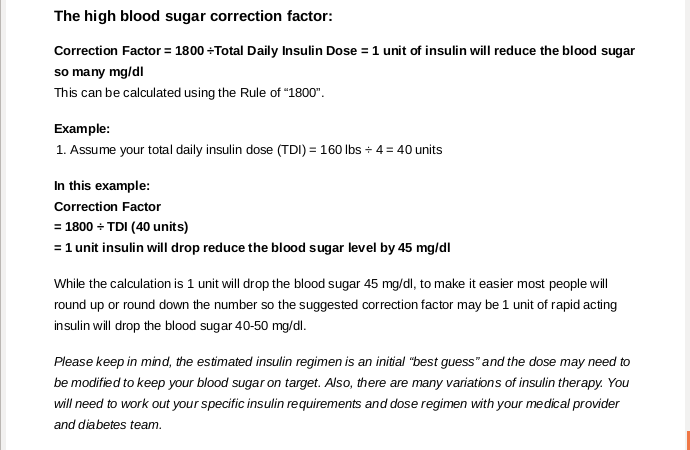 The high blood sugar correction factor:
Correction Factor = 1800 ÷Total Daily Insulin Dose = 1 unit of insulin will reduce the blood sugar
so many mg/dl
This can be calculated using the Rule of “1800”.
Example:
1. Assume your total daily insulin dose (TDI) = 160 lbs ÷ 4 = 40 units
In this example:
Correction Factor
= 1800 ÷ TDI (40 units)
= 1 unit insulin will drop reduce the blood sugar level by 45 mg/dl
While the calculation is 1 unit will drop the blood sugar 45 mg/dl, to make it easier most people will
round up or round down the number so the suggested correction factor may be 1 unit of rapid acting
insulin will drop the blood sugar 40-50 mg/dl.
Please keep in mind, the estimated insulin regimen is an initial “best guess” and the dose may need to
be modified to keep your blood sugar on target. Also, there are many variations of insulin therapy. You
will need to work out your specific insulin requirements and dose regimen with your medical provider
and diabetes team.